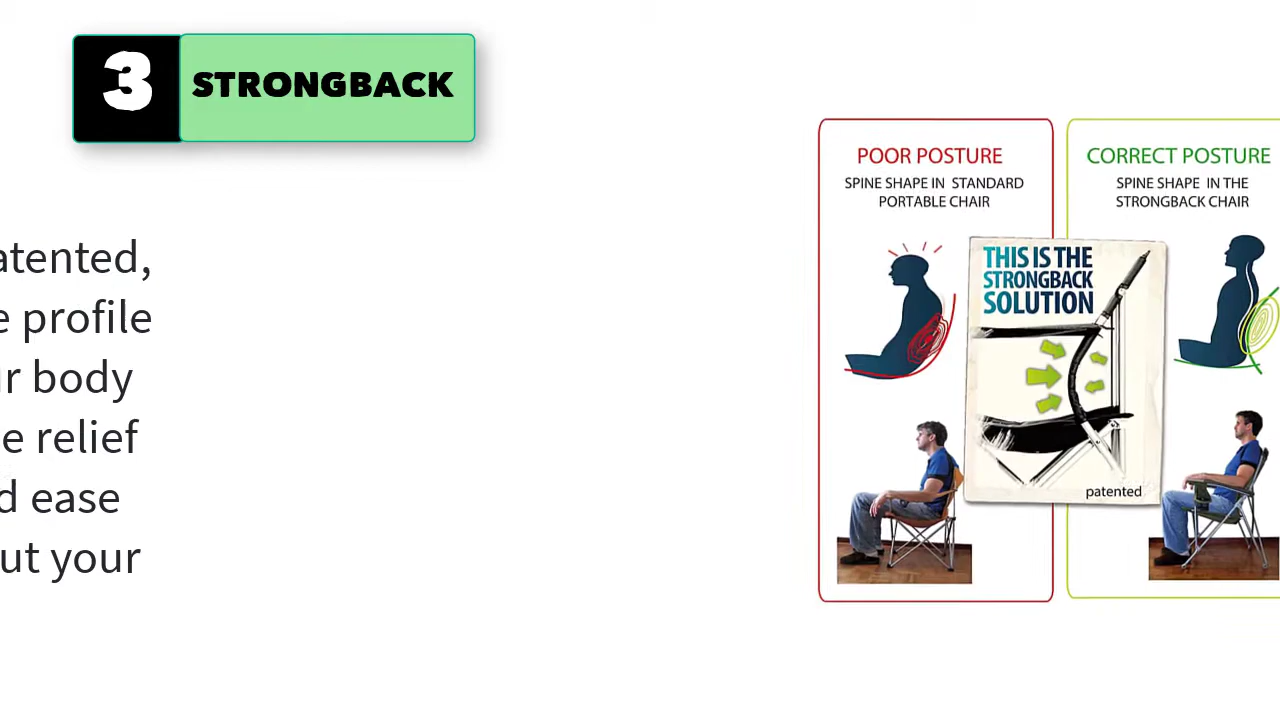 3 STRONGBACK
atented,
e profile
r body
e relief
d ease
ut your
POOR POSTURE
SPINE SHAPE IN STANDARD
PORTABLE CHAIR
CORRECT POSTURE
SPINE SHAPE IN THE
STRONGBACK CHAIR
THIS IS THE
STRONGBACK
SOLUTION
patented